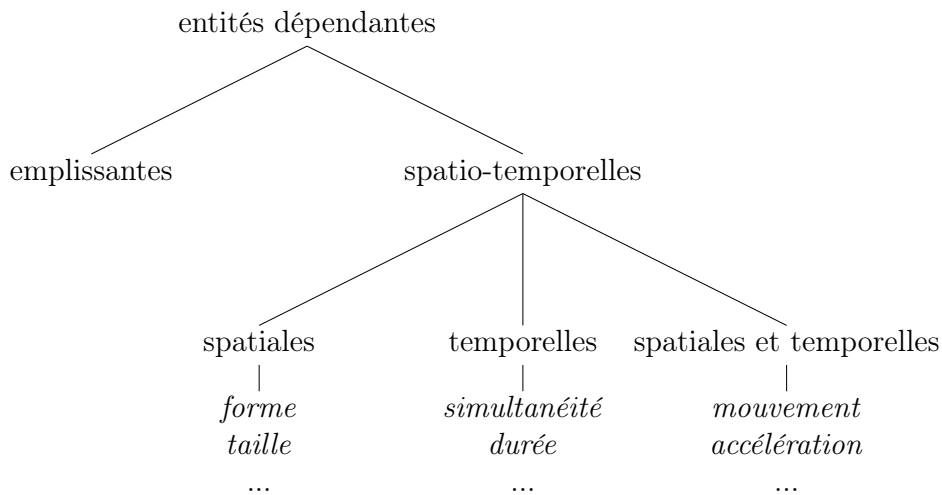 entités dépendantes
emplissantes spatio-temporelles
spatiales temporelles spatiales et temporelles
forme simultanéité mouvement
taille durée accélération
... ... ...